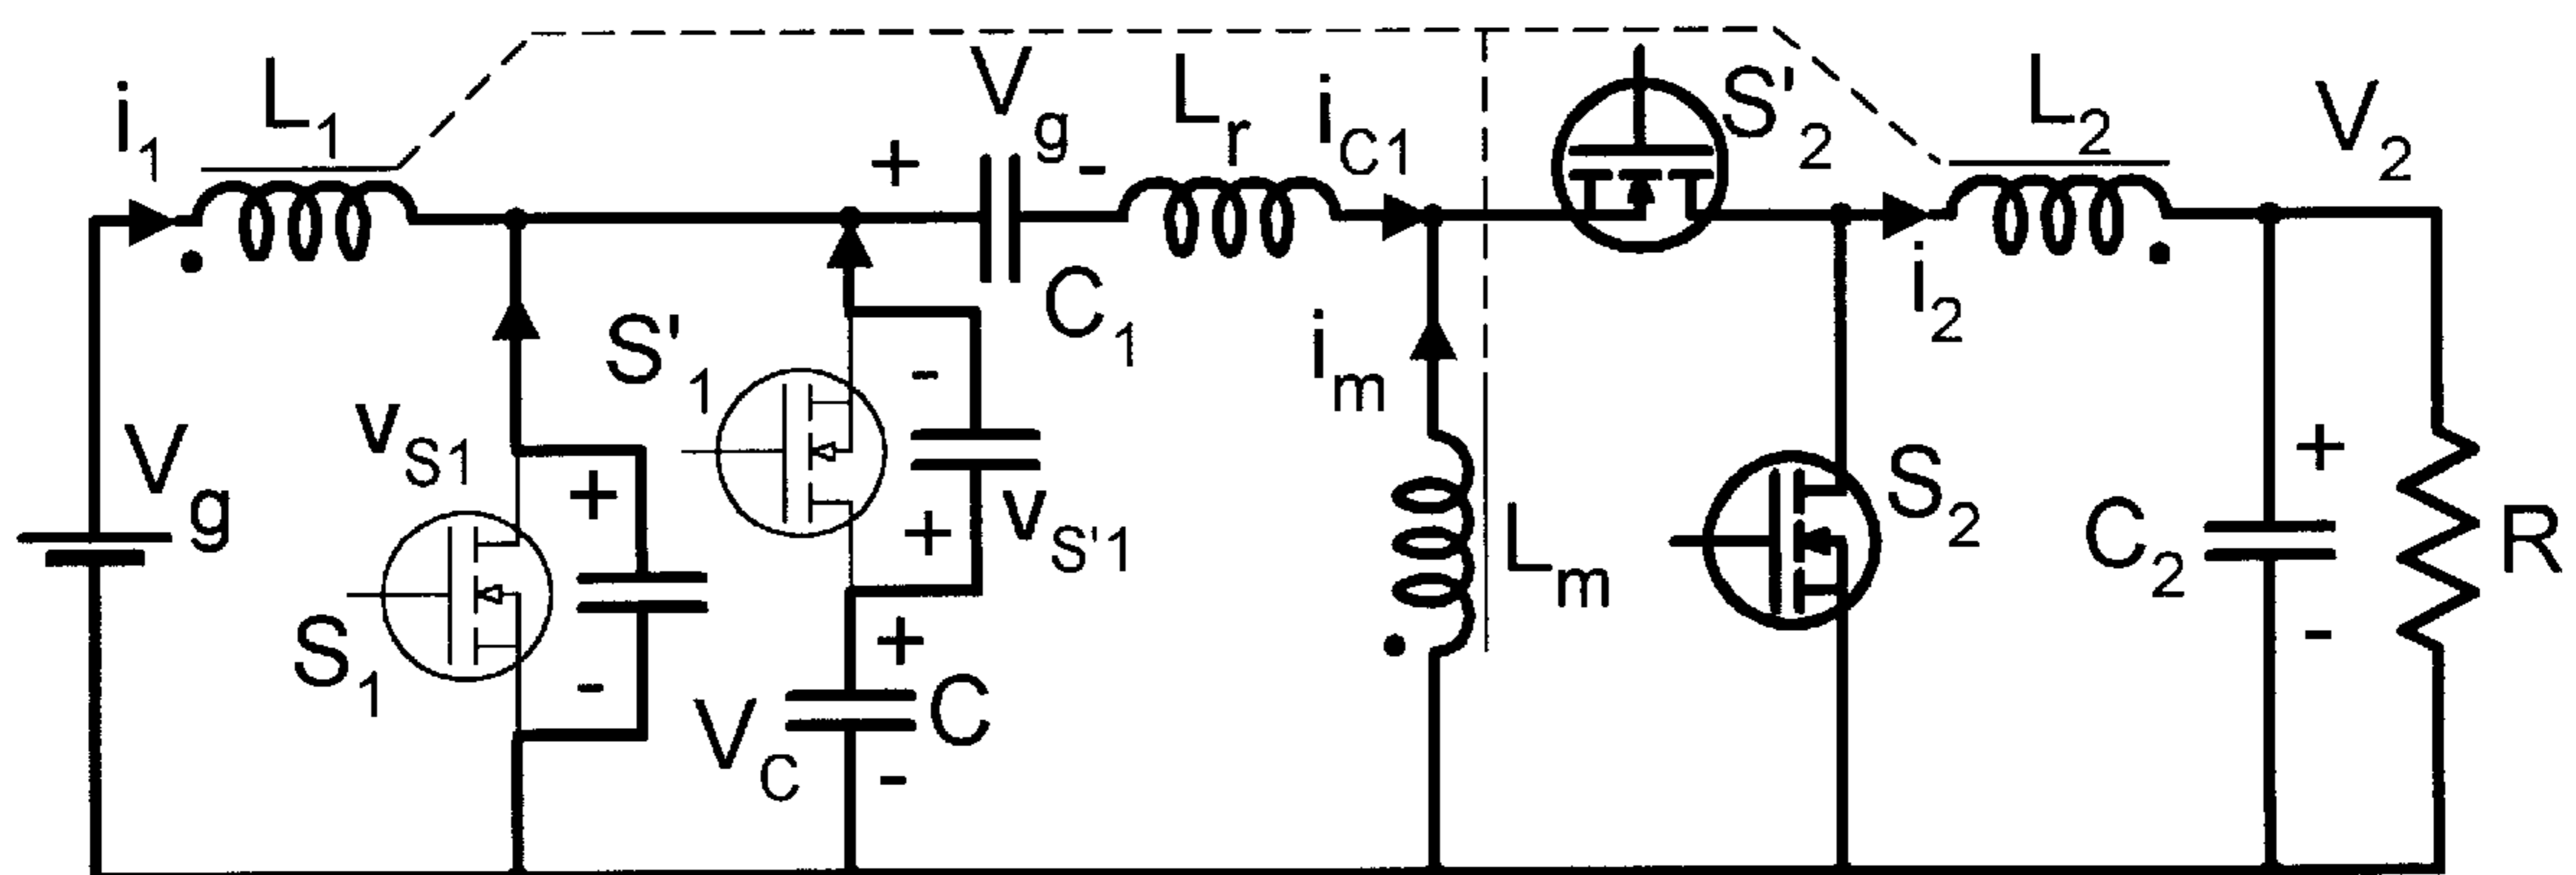 i1
L1
Vg
+
-
Lr
iC1
S'2
L2
V2
C1
i2
im
S'1
vS1
Vg
+
-
+
vS'1
S1
-
VC
+
C
-
Lm
S2
C2
+
-
R